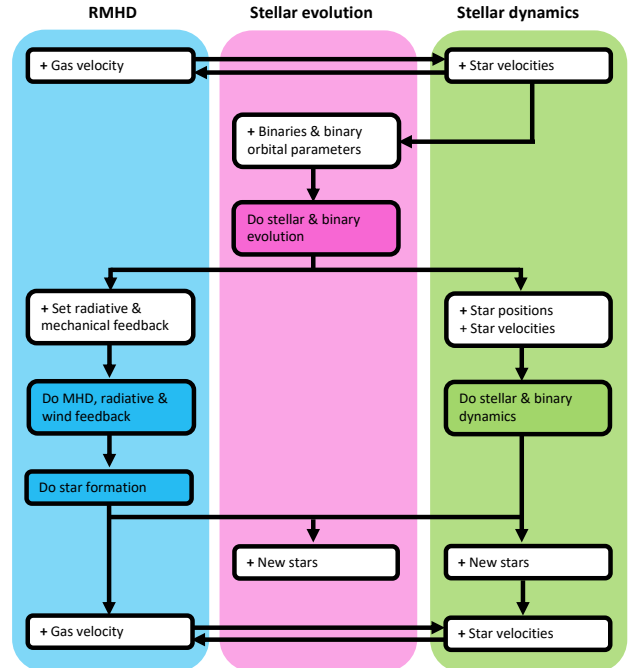 RMHD
Stellar evolution
Stellar dynamics
+ Gas velocity
+ Star velocities
+ Binaries & binary
orbital parameters
Do stellar & binary
evolution
+ Set radiative &
mechanical feedback
+ Star positions
+ Star velocities
Do MHD, radiative &
wind feedback
Do stellar & binary
dynamics
Do star formation
+ New stars
+ New stars
+ Gas velocity
+ Star velocities